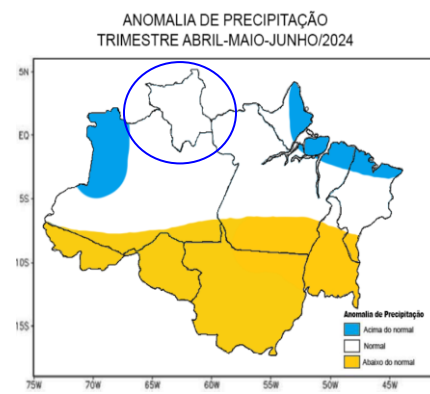 ANOMALIA DE PRECIPITAÇÃO
TRIMESTRE ABRIL-MAIO-JUNHO/2024
5N
EQ
5S
10S
15S
75W 70W 65W 60W 55W 50W 45W
Anomalia de Precipitação
Acima do normal
Normal
Abaixo do normal